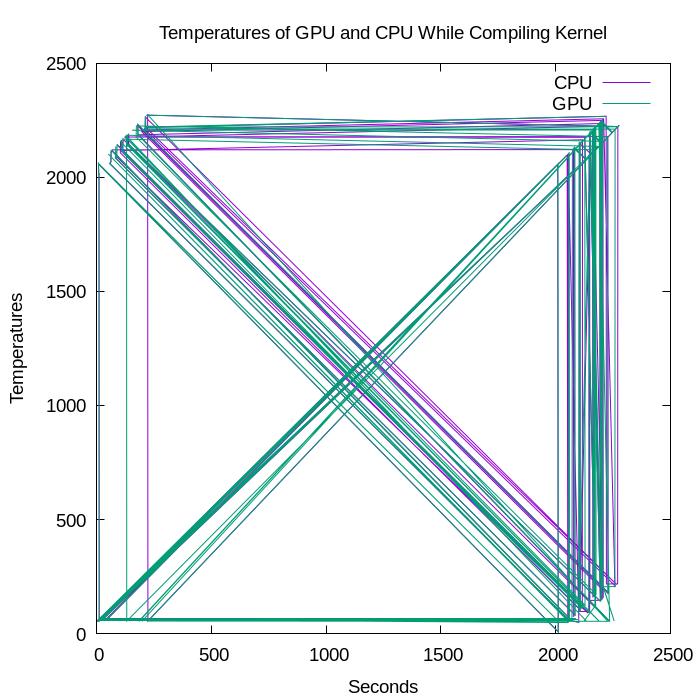 Temperatures of GPU and CPU While Compiling Kernel
CPU
GPU
2500
2000
1500
1000
500
0
Temperatures
0 500 1000 1500 2000 2500
Seconds